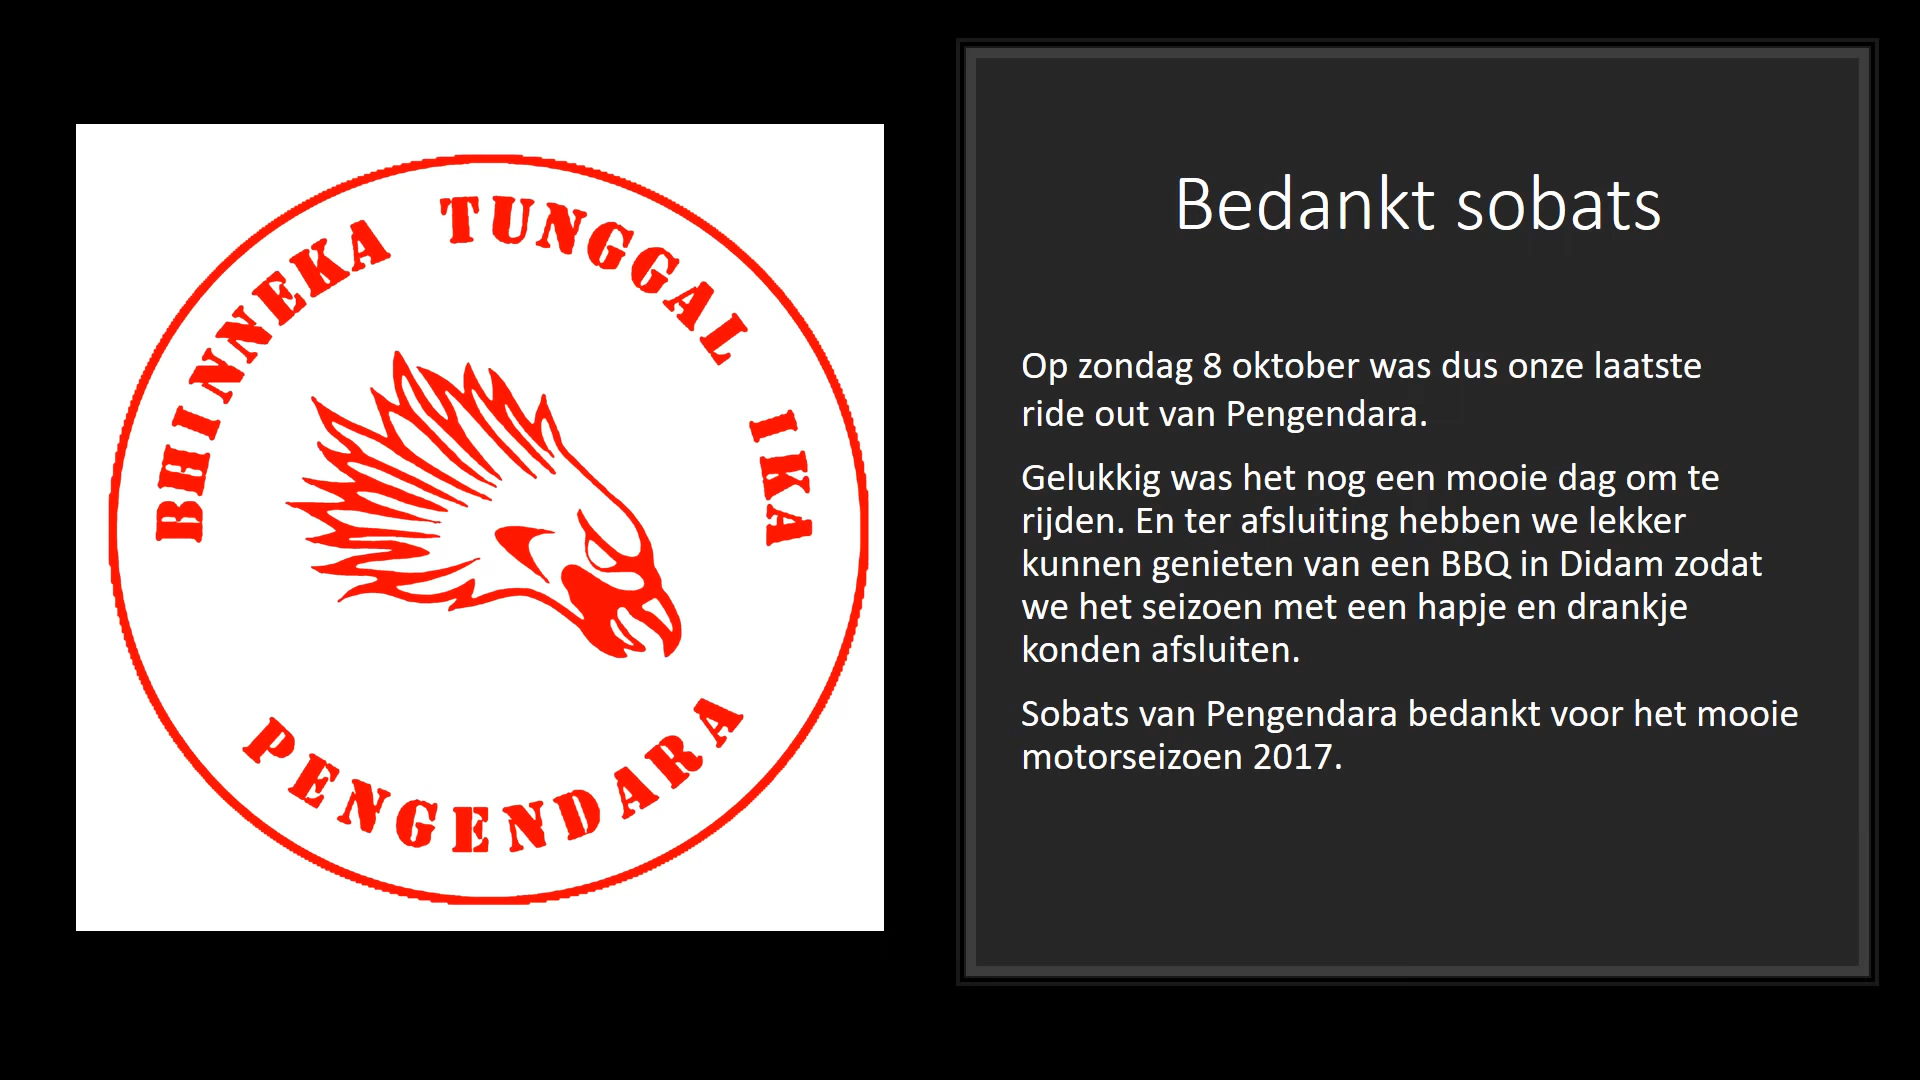 BHINNEKA TUNGGAL IKA
PENGENDARA
Bedankt sobats
Op zondag 8 oktober was dus onze laatste
ride out van Pengendara.
Gelukkig was het nog een mooie dag om te
rijden. En ter afsluiting hebben we lekker
kunnen genieten van een BBQ in Didam zodat
we het seizoen met een hapje en drankje
konden afsluiten.
Sobats van Pengendara bedankt voor het mooie
motorseizoen 2017.